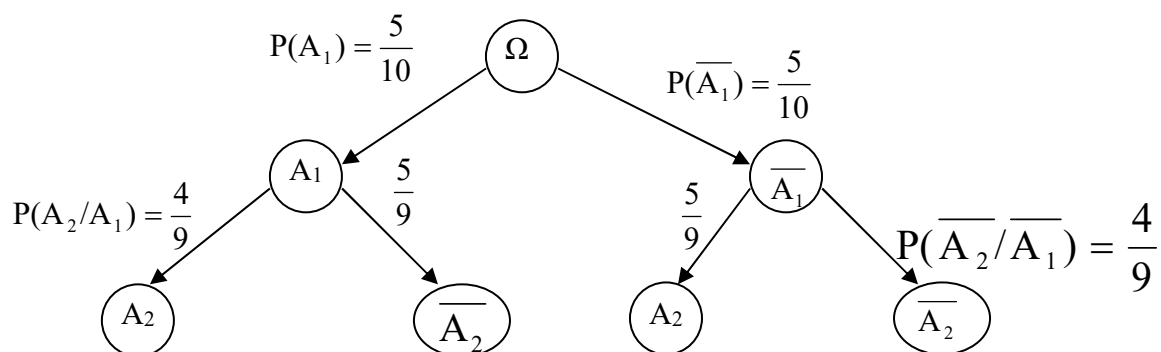 Ω
P(A₁) = 5/10
P(A̅₁̅) = 5/10
A₁
A̅₁̅
P(A₂/A₁) = 4/9
5/9
5/9
P(A̅₂̅/A̅₁̅) = 4/9
A₂
A̅₂̅
A₂
A̅₂̅